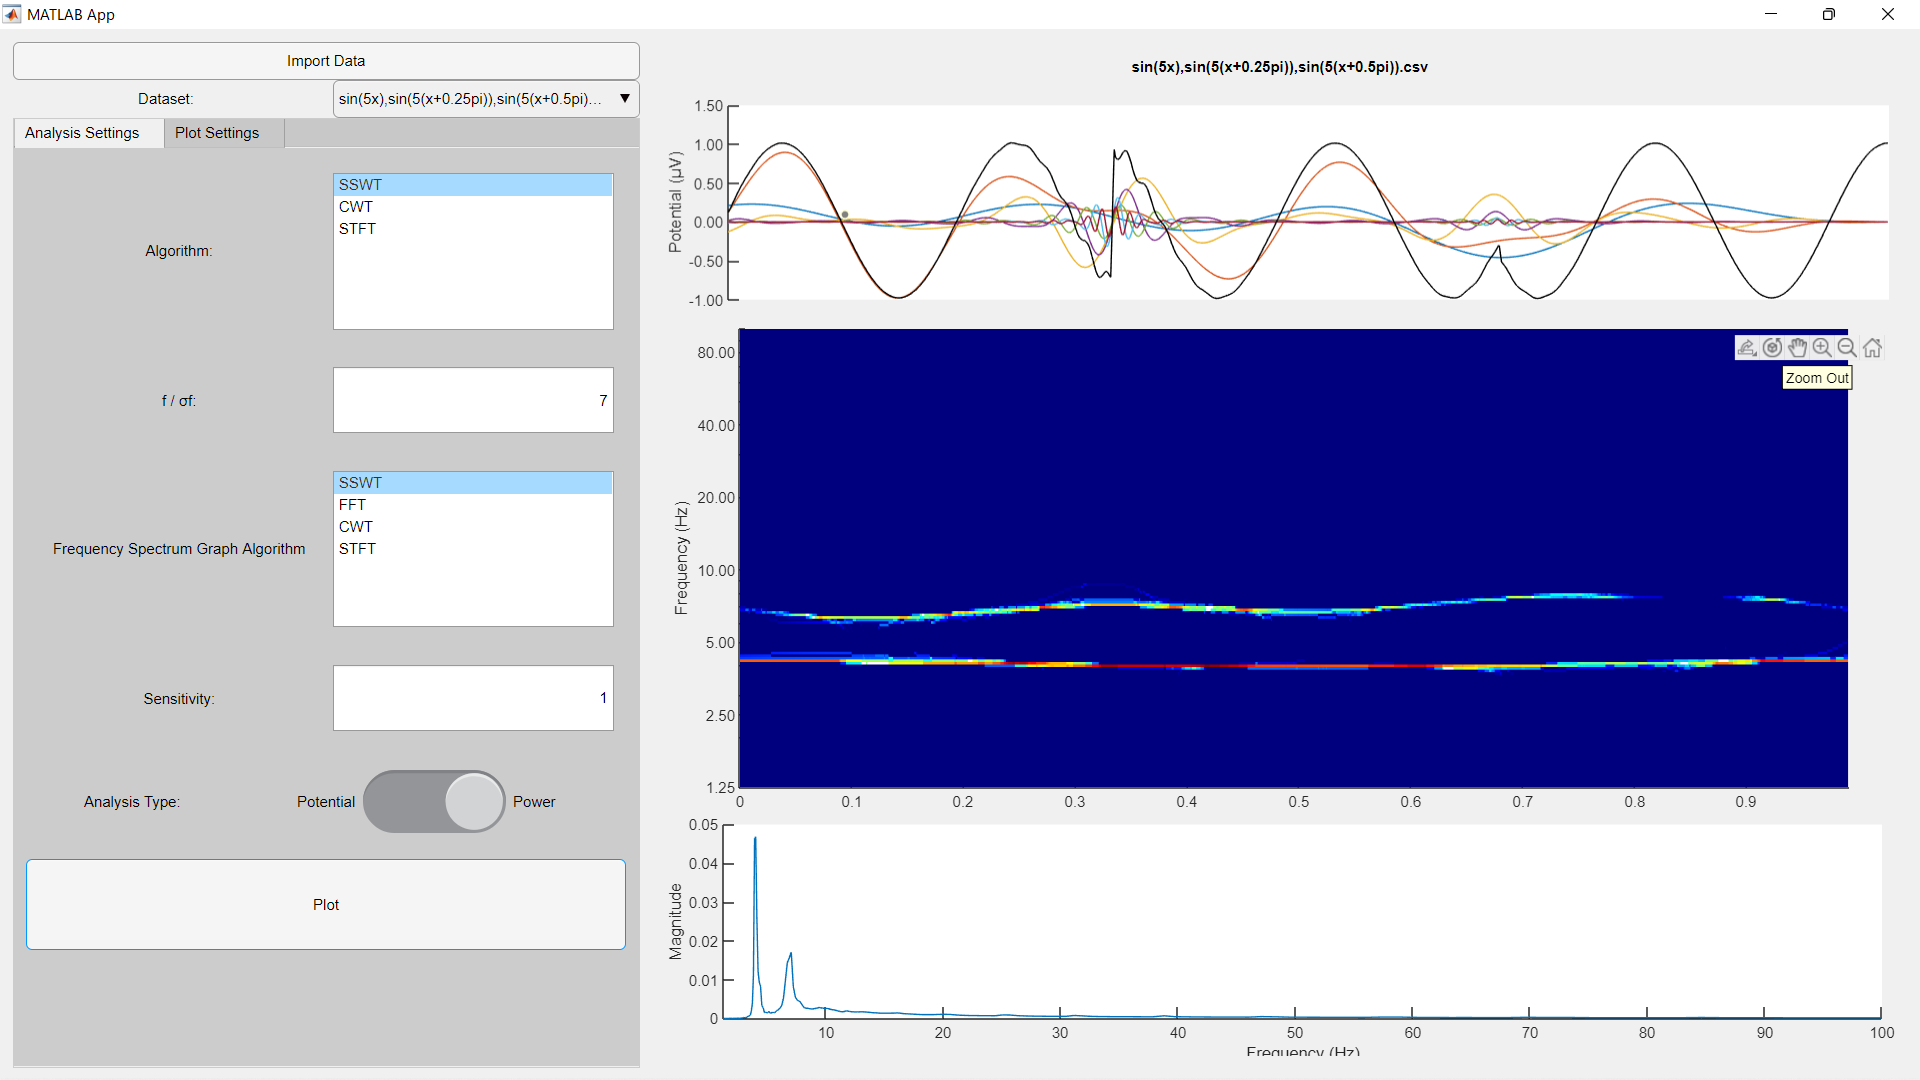 MATLAB App
Import Data
Dataset:
sin(5x),sin(5(x+0.25pi)),sin(5(x+0.5pi)...
Analysis Settings
Plot Settings
Algorithm:
SSWT
CWT
STFT
f / σf:
7
Frequency Spectrum Graph Algorithm
SSWT
FFT
CWT
STFT
Sensitivity:
1
Analysis Type:
Potential
Power
Plot
sin(5x),sin(5(x+0.25pi)),sin(5(x+0.5pi)).csv
Potential (µV)
1.50
1.00
0.50
0.00
-0.50
-1.00
Zoom Out
Frequency (Hz)
80.00
40.00
20.00
10.00
5.00
2.50
1.25
0 0.1 0.2 0.3 0.4 0.5 0.6 0.7 0.8 0.9
Magnitude
0.05
0.04
0.03
0.02
0.01
0
10 20 30 40 50 60 70 80 90 100
Frequency (Hz)